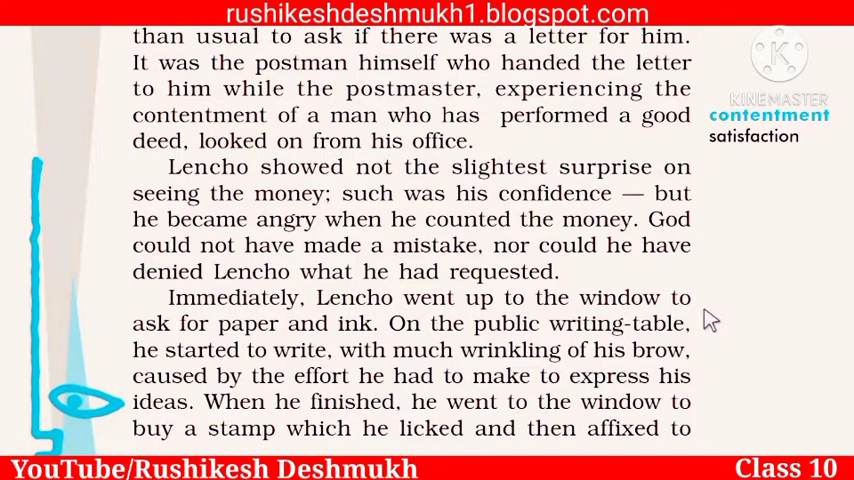 rushikeshdeshmukh1.blogspot.com
than usual to ask if there was a letter for him.
It was the postman himself who handed the letter
to him while the postmaster, experiencing the
contentment of a man who has performed a good
deed, looked on from his office.
Lencho showed not the slightest surprise on
seeing the money; such was his confidence — but
he became angry when he counted the money. God
could not have made a mistake, nor could he have
denied Lencho what he had requested.
Immediately, Lencho went up to the window to
ask for paper and ink. On the public writing-table,
he started to write, with much wrinkling of his brow,
caused by the effort he had to make to express his
ideas. When he finished, he went to the window to
buy a stamp which he licked and then affixed to
K
KINEMASTER
contentment
satisfaction
YouTube/Rushikesh Deshmukh
Class 10